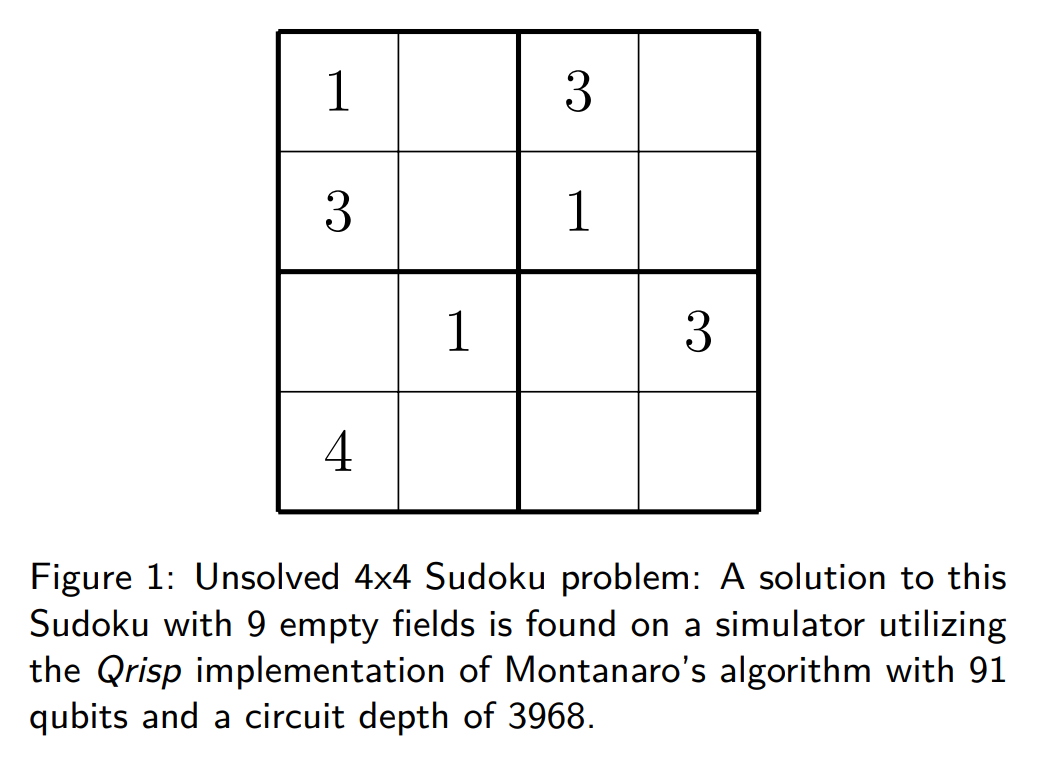 1 3
3 1
1 3
4
Figure 1: Unsolved 4x4 Sudoku problem: A solution to this
Sudoku with 9 empty fields is found on a simulator utilizing
the Qrisp implementation of Montanaro's algorithm with 91
qubits and a circuit depth of 3968.